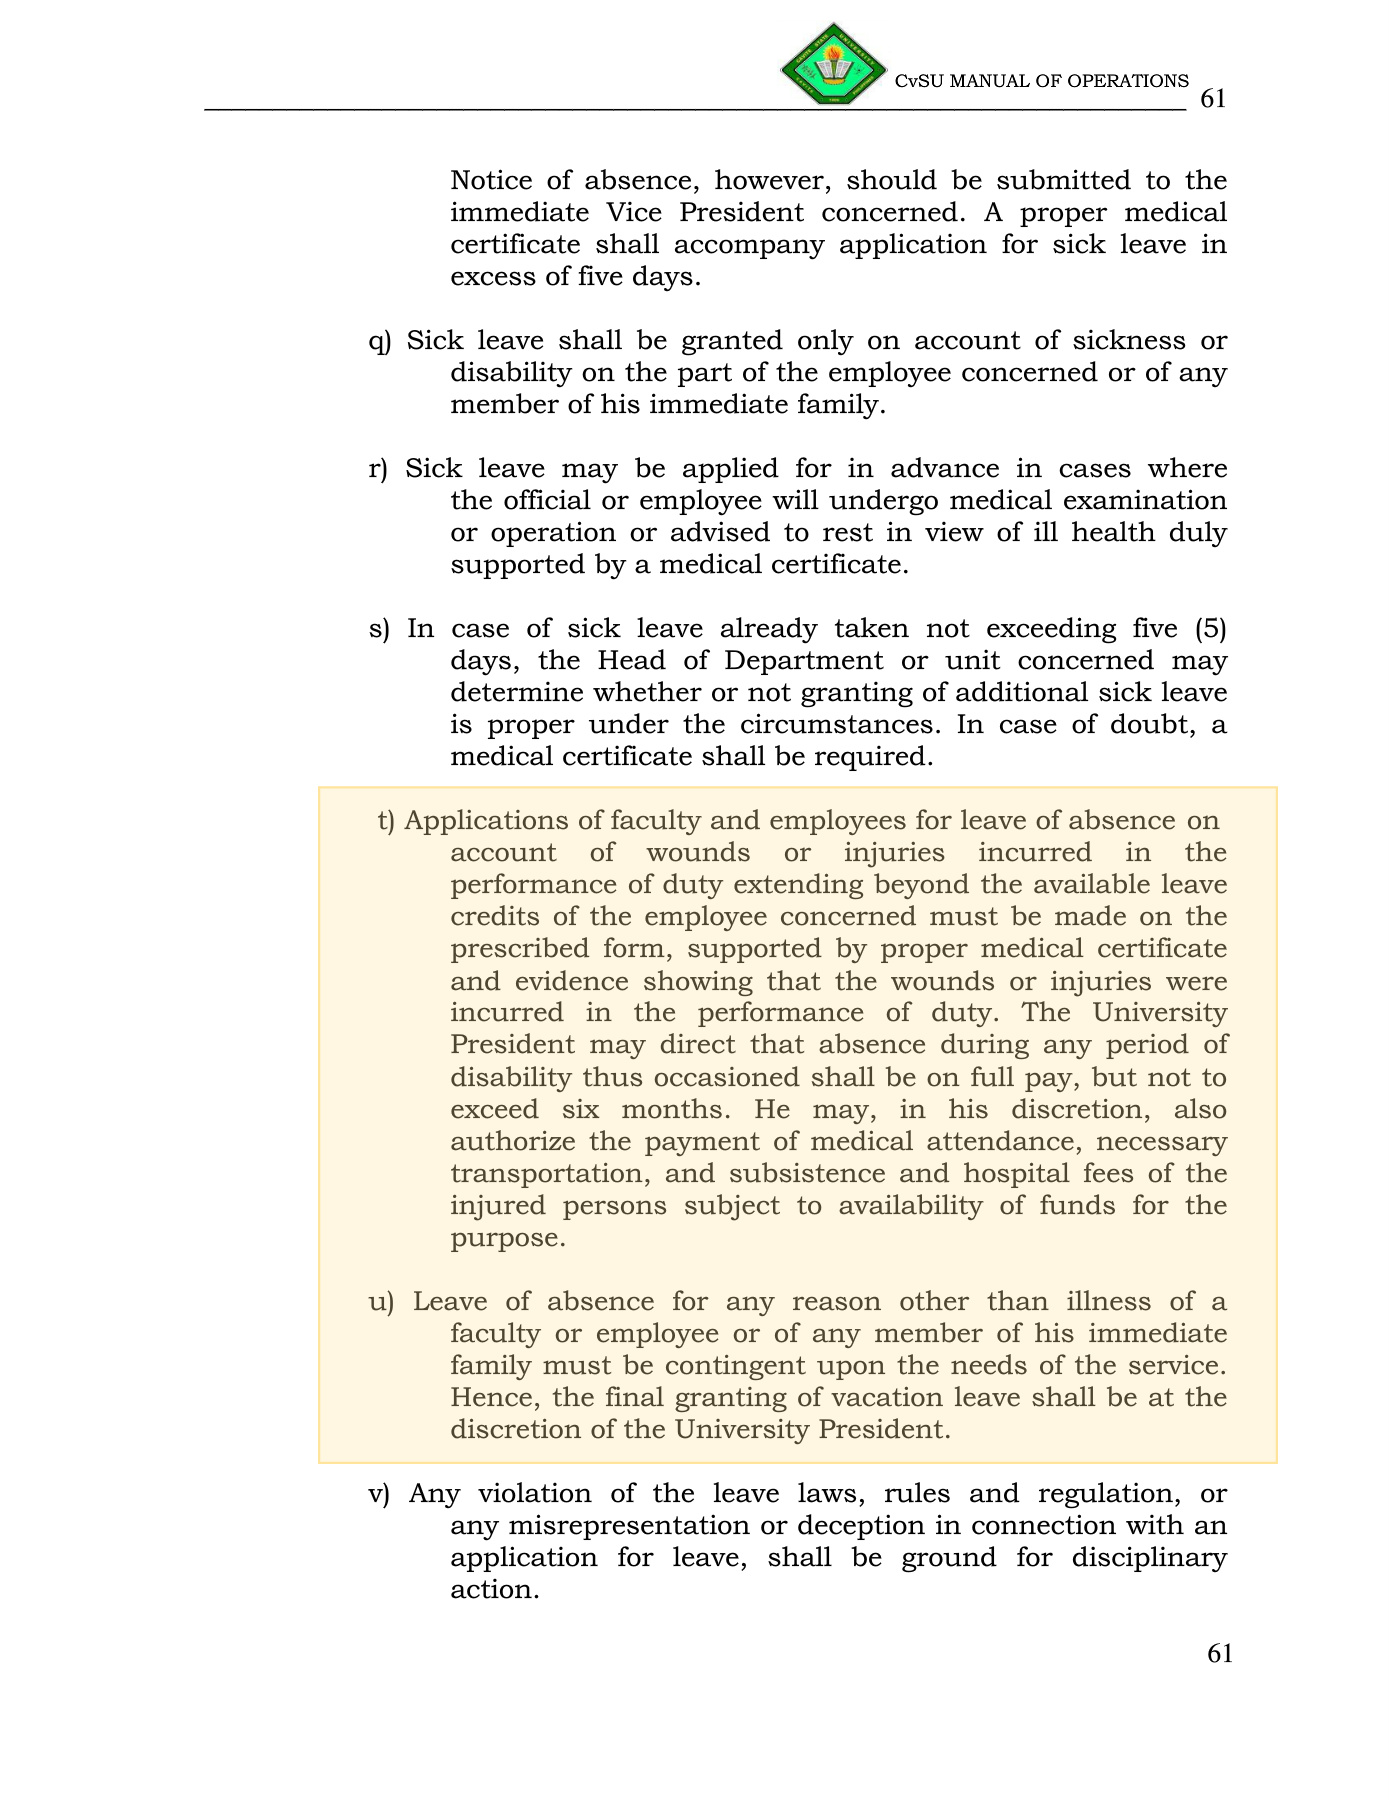 CvSU MANUAL OF OPERATIONS 61
Notice of absence, however, should be submitted to the
immediate Vice President concerned. A proper medical
certificate shall accompany application for sick leave in
excess of five days.
q) Sick leave shall be granted only on account of sickness or
disability on the part of the employee concerned or of any
member of his immediate family.
r) Sick leave may be applied for in advance in cases where
the official or employee will undergo medical examination
or operation or advised to rest in view of ill health duly
supported by a medical certificate.
s) In case of sick leave already taken not exceeding five (5)
days, the Head of Department or unit concerned may
determine whether or not granting of additional sick leave
is proper under the circumstances. In case of doubt, a
medical certificate shall be required.
t) Applications of faculty and employees for leave of absence on
account of wounds or injuries incurred in the
performance of duty extending beyond the available leave
credits of the employee concerned must be made on the
prescribed form, supported by proper medical certificate
and evidence showing that the wounds or injuries were
incurred in the performance of duty. The University
President may direct that absence during any period of
disability thus occasioned shall be on full pay, but not to
exceed six months. He may, in his discretion, also
authorize the payment of medical attendance, necessary
transportation, and subsistence and hospital fees of the
injured persons subject to availability of funds for the
purpose.
u) Leave of absence for any reason other than illness of a
faculty or employee or of any member of his immediate
family must be contingent upon the needs of the service.
Hence, the final granting of vacation leave shall be at the
discretion of the University President.
v) Any violation of the leave laws, rules and regulation, or
any misrepresentation or deception in connection with an
application for leave, shall be ground for disciplinary
action.
61